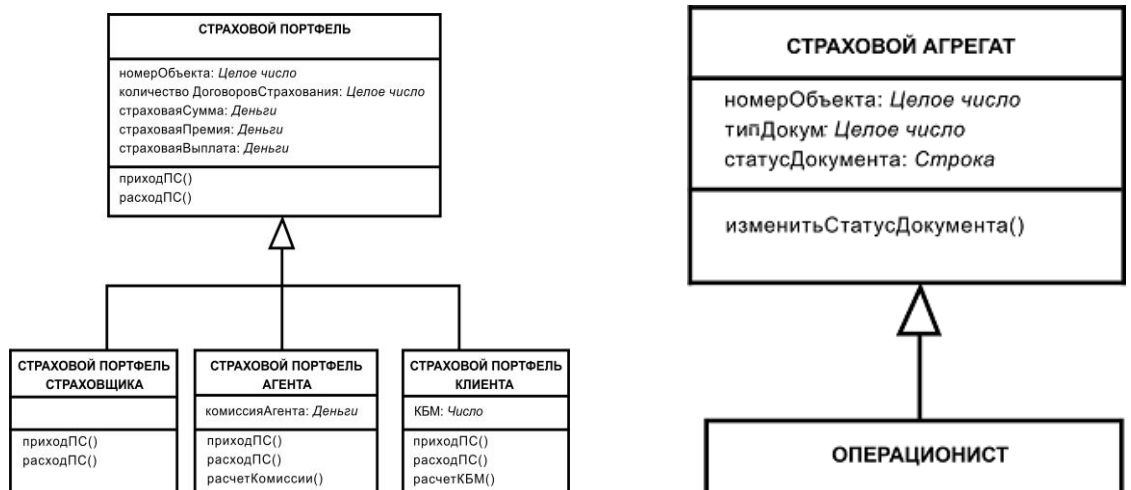 СТРАХОВОЙ ПОРТФЕЛЬ
номерОбъекта: Целое число
количество ДоговоровСтрахования: Целое число
страховаяСумма: Деньги
страховаяПремия: Деньги
страховаяВыплата: Деньги
приходПС()
расходПС()
СТРАХОВОЙ ПОРТФЕЛЬ
СТРАХОВЩИКА
приходПС()
расходПС()
СТРАХОВОЙ ПОРТФЕЛЬ
АГЕНТА
комиссияАгента: Деньги
приходПС()
расходПС()
расчетКомиссии()
СТРАХОВОЙ ПОРТФЕЛЬ
КЛИЕНТА
КБМ: Число
приходПС()
расходПС()
расчетКБМ()
СТРАХОВОЙ АГРЕГАТ
номерОбъекта: Целое число
типДокум: Целое число
статусДокумента: Строка
изменитьСтатусДокумента()
ОПЕРАЦИОНИСТ